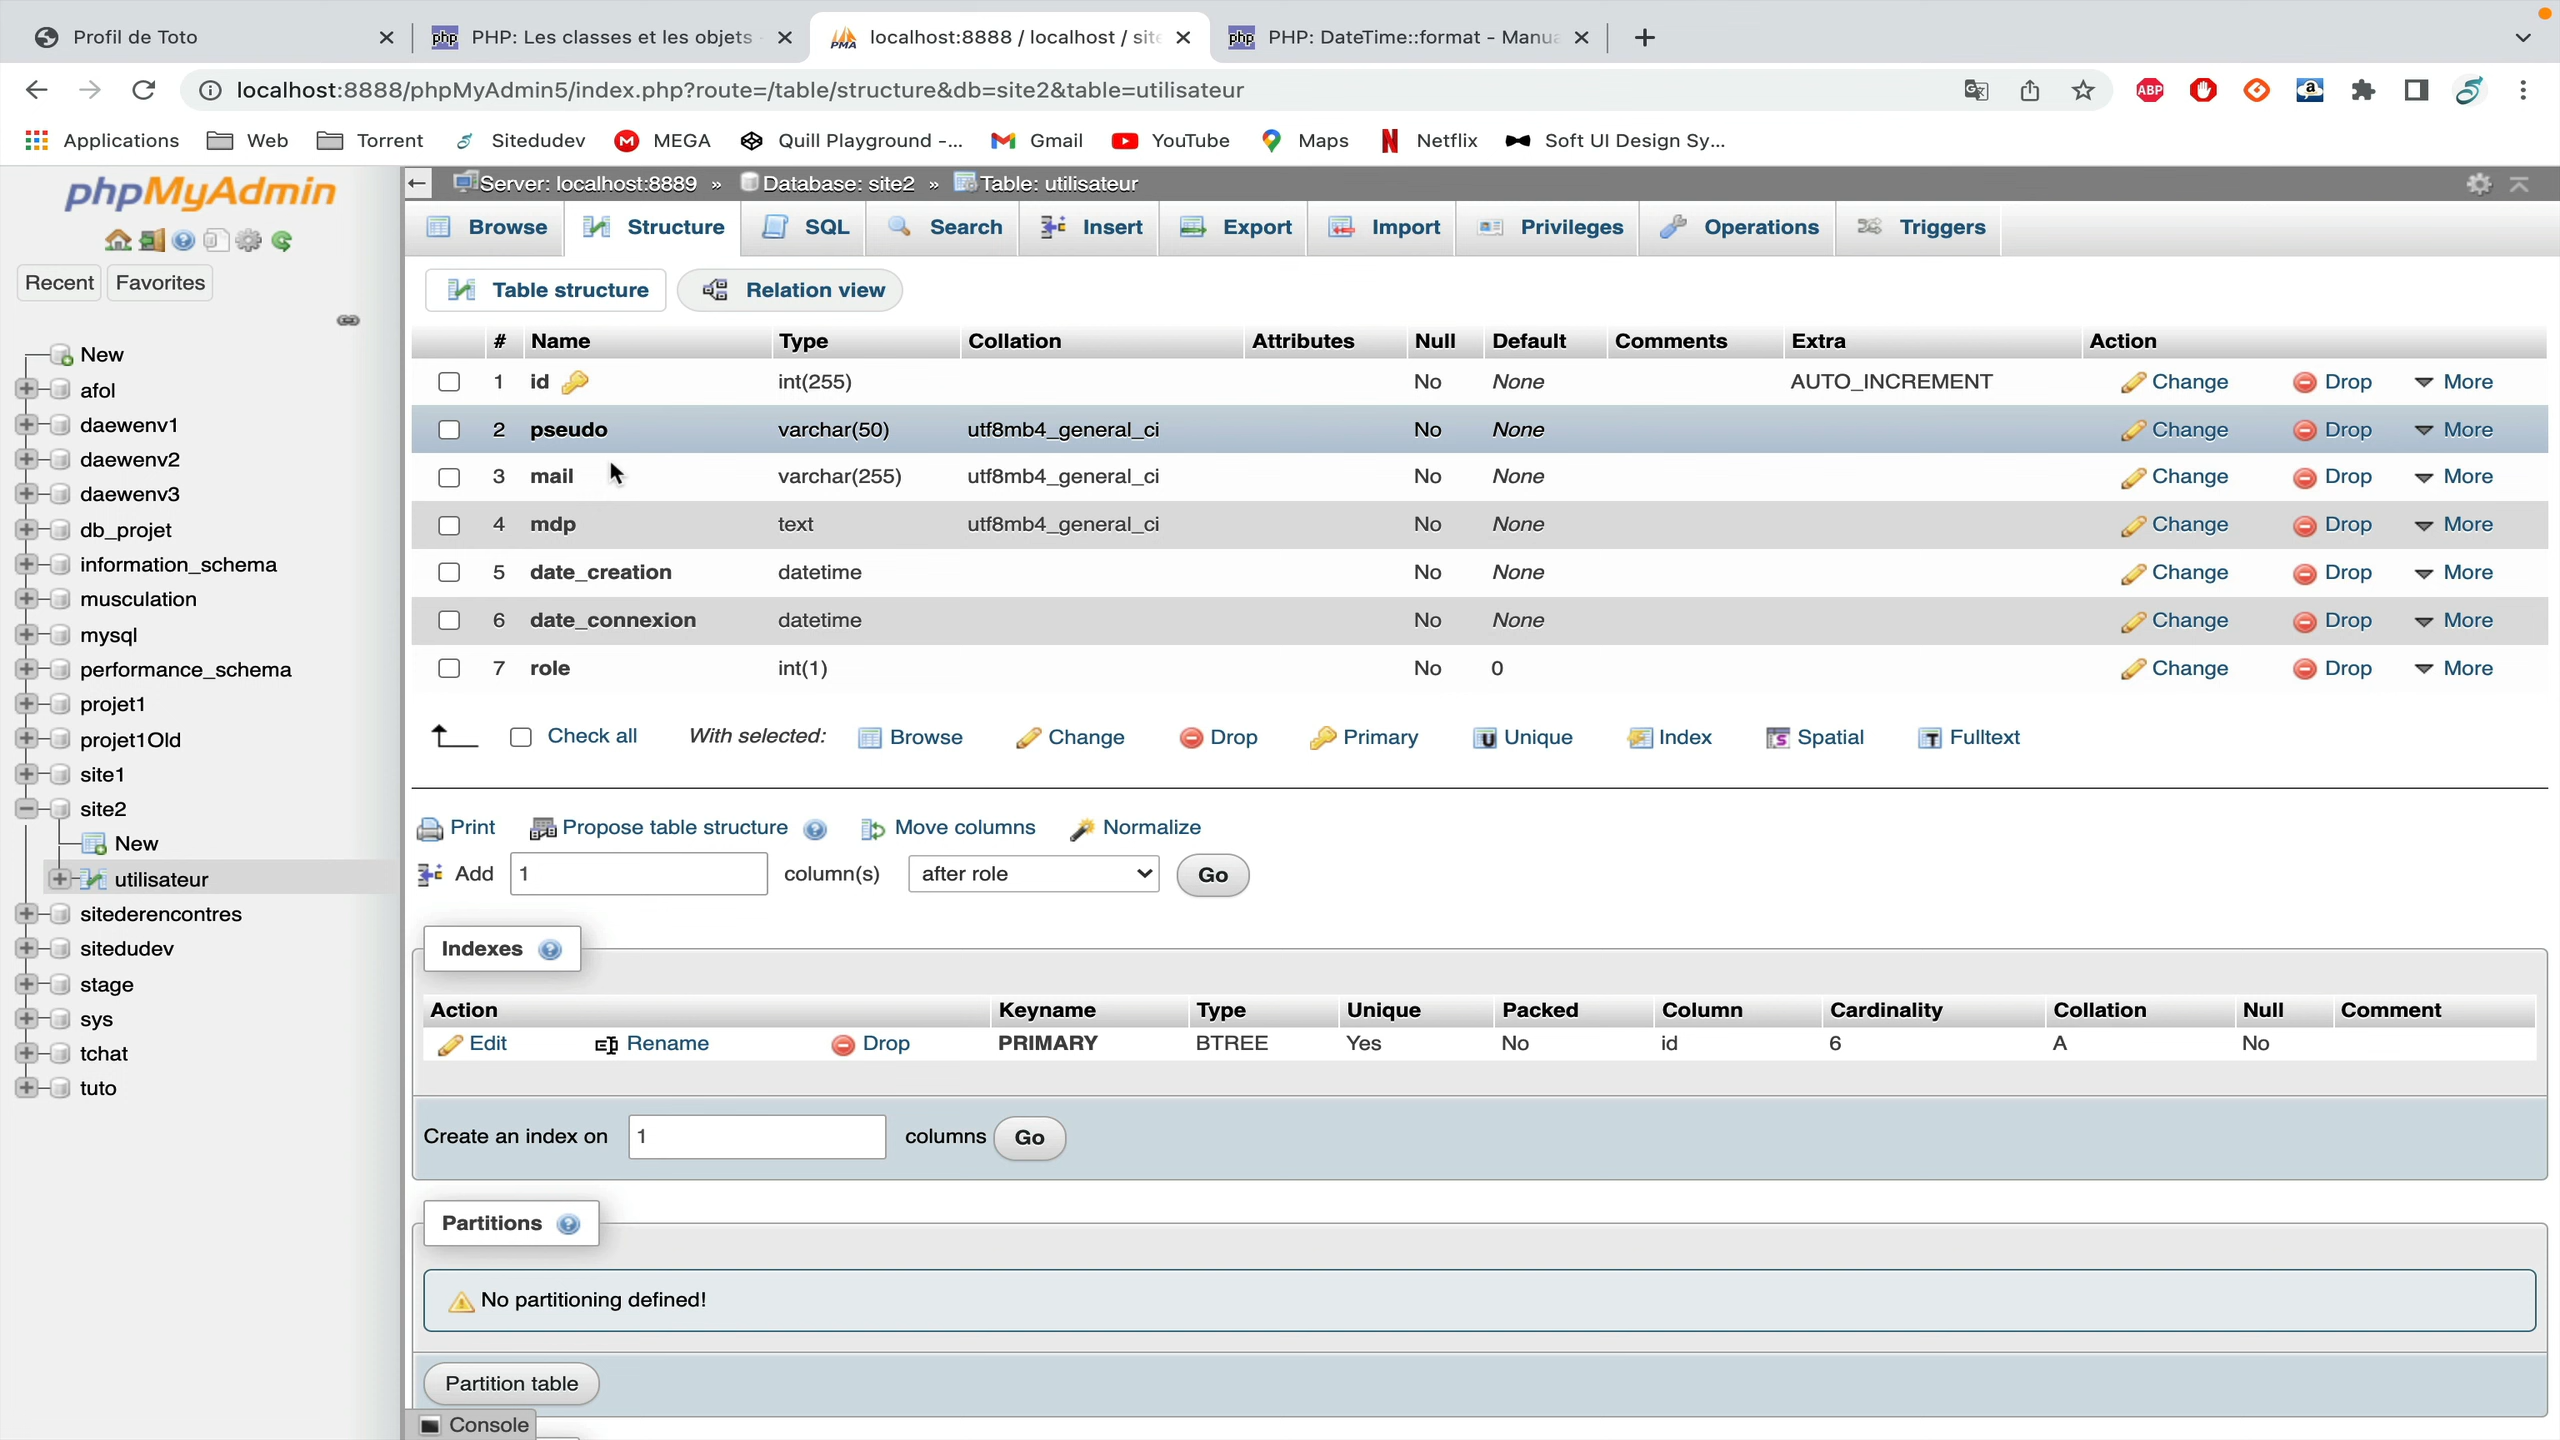 Profil de Toto
PHP: Les classes et les objets
localhost:8888 / localhost / site
PHP: DateTime::format - Manua
localhost:8888/phpMyAdmin5/index.php?route=/table/structure&db=site2&table=utilisateur
ABP
Applications Web Torrent Sitedudev MEGA Quill Playground -... Gmail YouTube Maps Netflix Soft UI Design Sy...
phpMyAdmin
Recent Favorites
New
afol
daewenv1
daewenv2
daewenv3
db_projet
information_schema
musculation
mysql
performance_schema
projet1
projet1Old
site1
site2
New
utilisateur
sitederencontres
sitedudev
stage
sys
tchat
tuto
Server: localhost:8889 » Database: site2 » Table: utilisateur
Browse Structure SQL Search Insert Export Import Privileges Operations Triggers
Table structure Relation view
# Name Type Collation Attributes Null Default Comments Extra Action
1 id int(255) No None AUTO_INCREMENT Change Drop More
2 pseudo varchar(50) utf8mb4_general_ci No None Change Drop More
3 mail varchar(255) utf8mb4_general_ci No None Change Drop More
4 mdp text utf8mb4_general_ci No None Change Drop More
5 date_creation datetime No None Change Drop More
6 date_connexion datetime No None Change Drop More
7 role int(1) No 0 Change Drop More
Check all With selected: Browse Change Drop Primary Unique Index Spatial Fulltext
Print Propose table structure Move columns Normalize
Add 1 column(s) after role Go
Indexes
Action Keyname Type Unique Packed Column Cardinality Collation Null Comment
Edit Rename Drop PRIMARY BTREE Yes No id 6 A No
Create an index on 1 columns Go
Partitions
No partitioning defined!
Partition table
Console